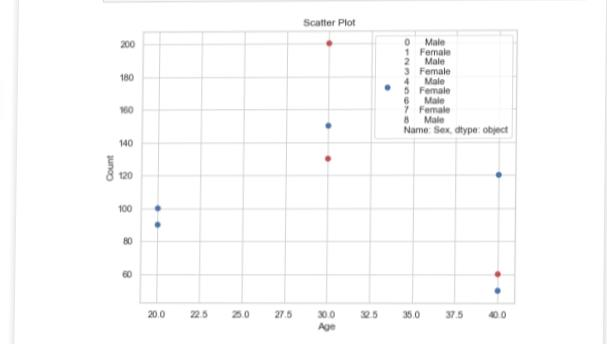 Scatter Plot
200
180
160
140
120
100
80
60
Count
0 Male
1 Female
2 Male
3 Female
4 Male
5 Female
6 Male
7 Female
8 Male
Name: Sex, dtype: object
20.0 22.5 25.0 27.5 30.0 32.5 35.0 37.5 40.0
Age